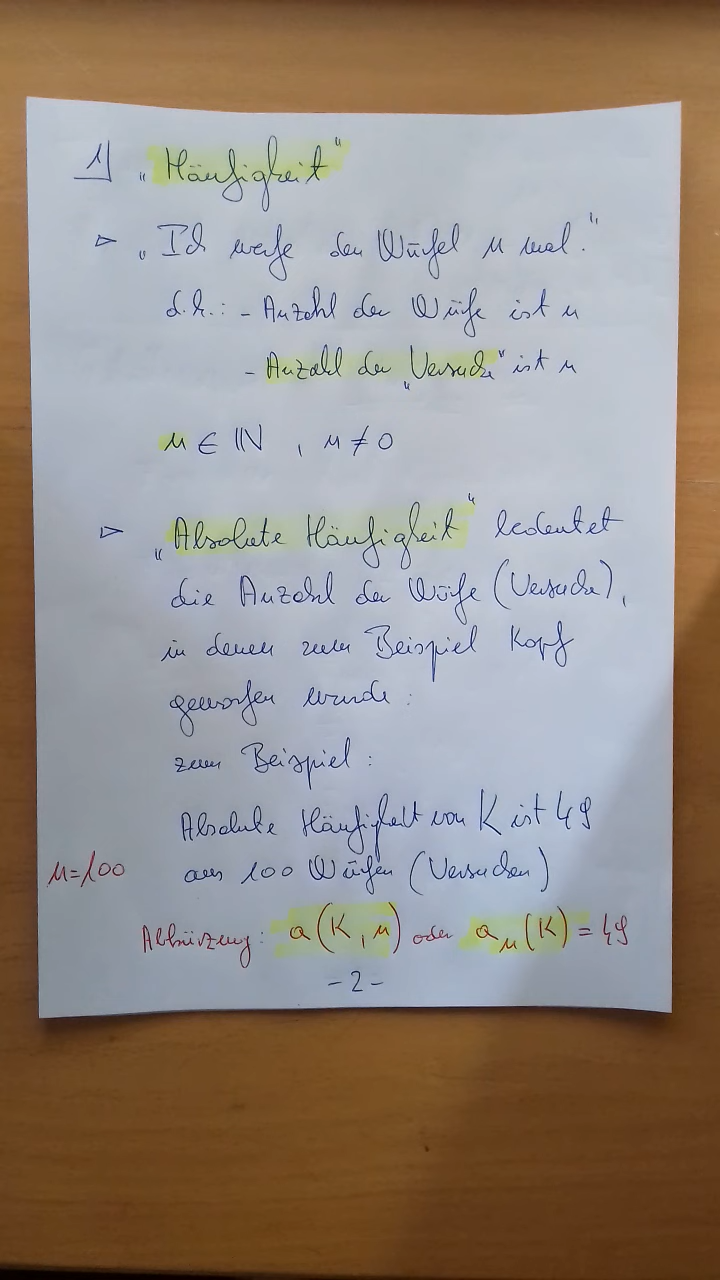 1) „Häufigkeit“
▷ „Ich werfe den Würfel n mal.“
d.h.: - Anzahl der Würfe ist n
- Anzahl der „Versuche“ ist n
n ∈ ℕ , n ≠ 0
▷ „Absolute Häufigkeit“ bedeutet
die Anzahl der Würfe (Versuche),
in denen zum Beispiel Kopf
geworfen wurde:
zum Beispiel:
Absolute Häufigkeit von K ist 49
n=100 aus 100 Würfen (Versuchen)
Abkürzung: a(K,n) oder aₙ(K) = 49
-2-